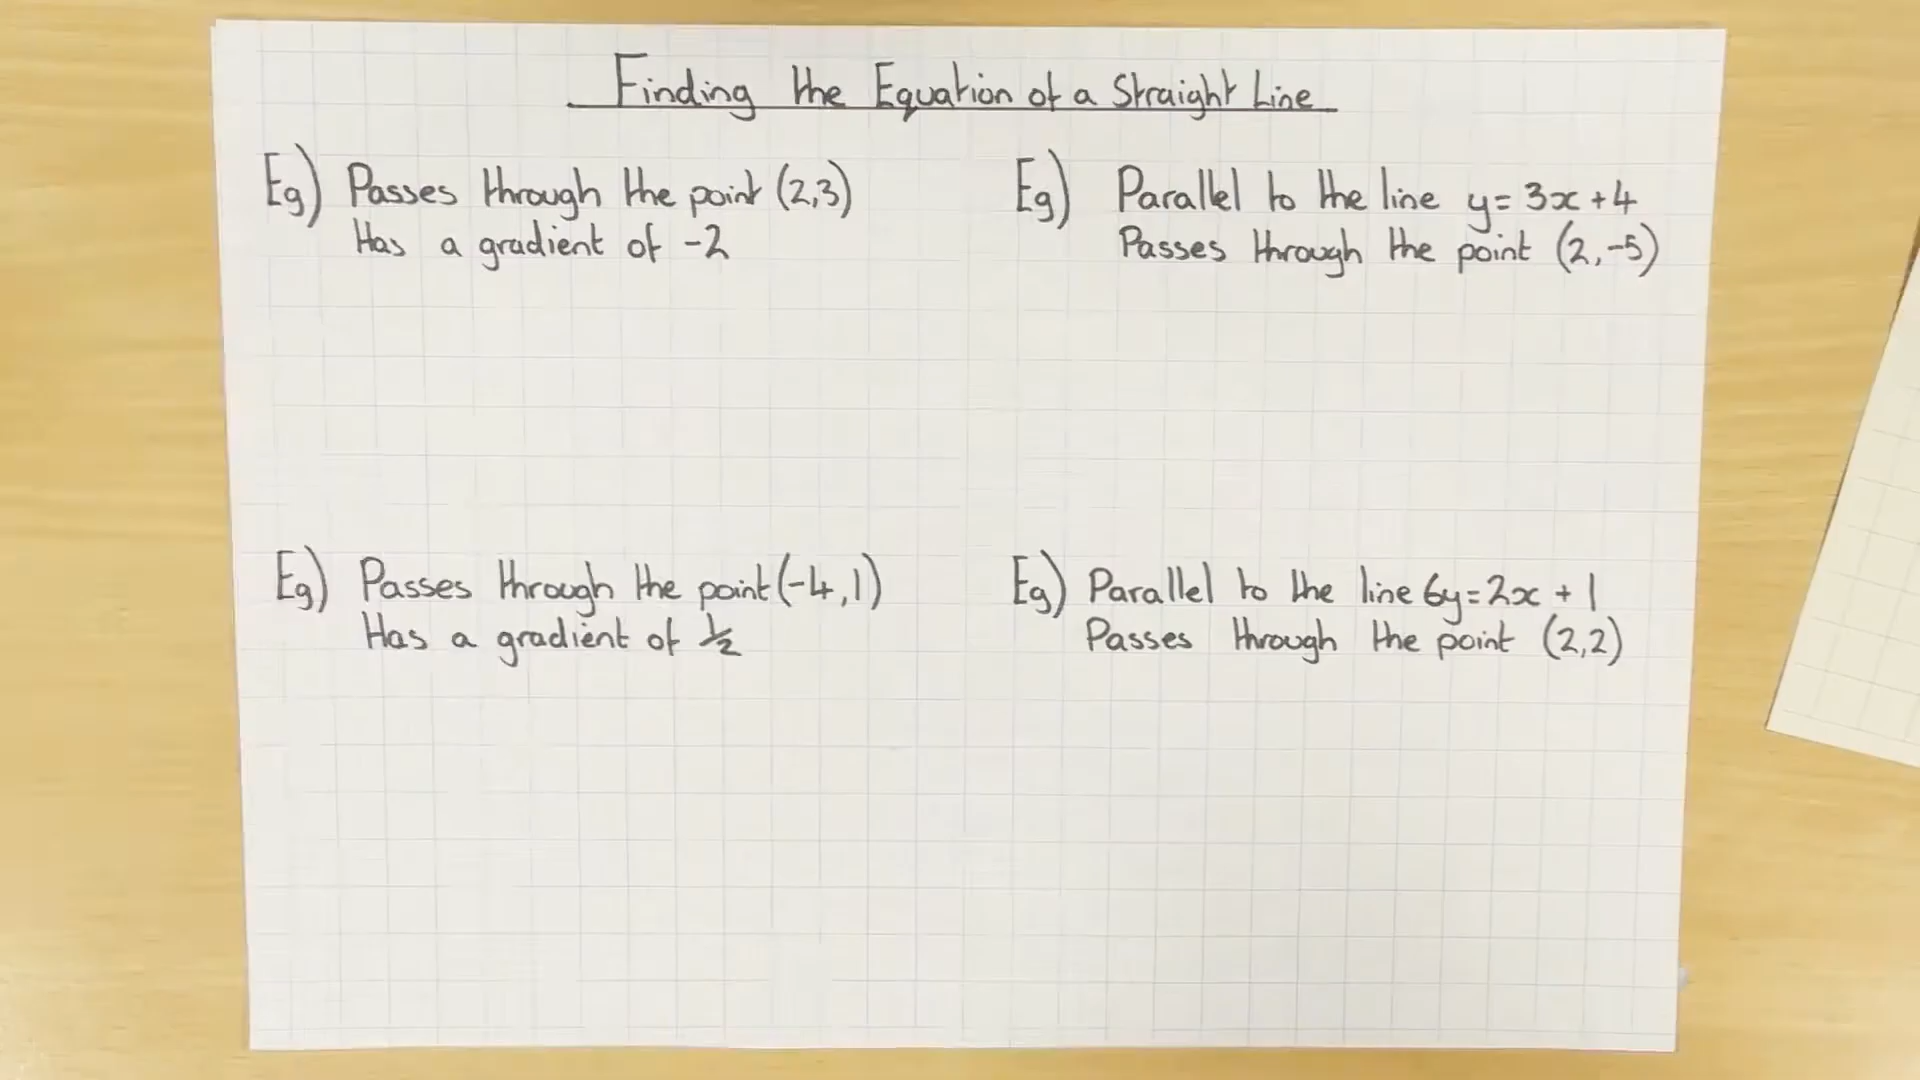 Finding the Equation of a Straight Line
Eg) Passes through the point (2,3)
Has a gradient of -2
Eg) Parallel to the line y = 3x + 4
Passes through the point (2,-5)
Eg) Passes through the point (-4,1)
Has a gradient of 1/2
Eg) Parallel to the line 6y = 2x + 1
Passes through the point (2,2)